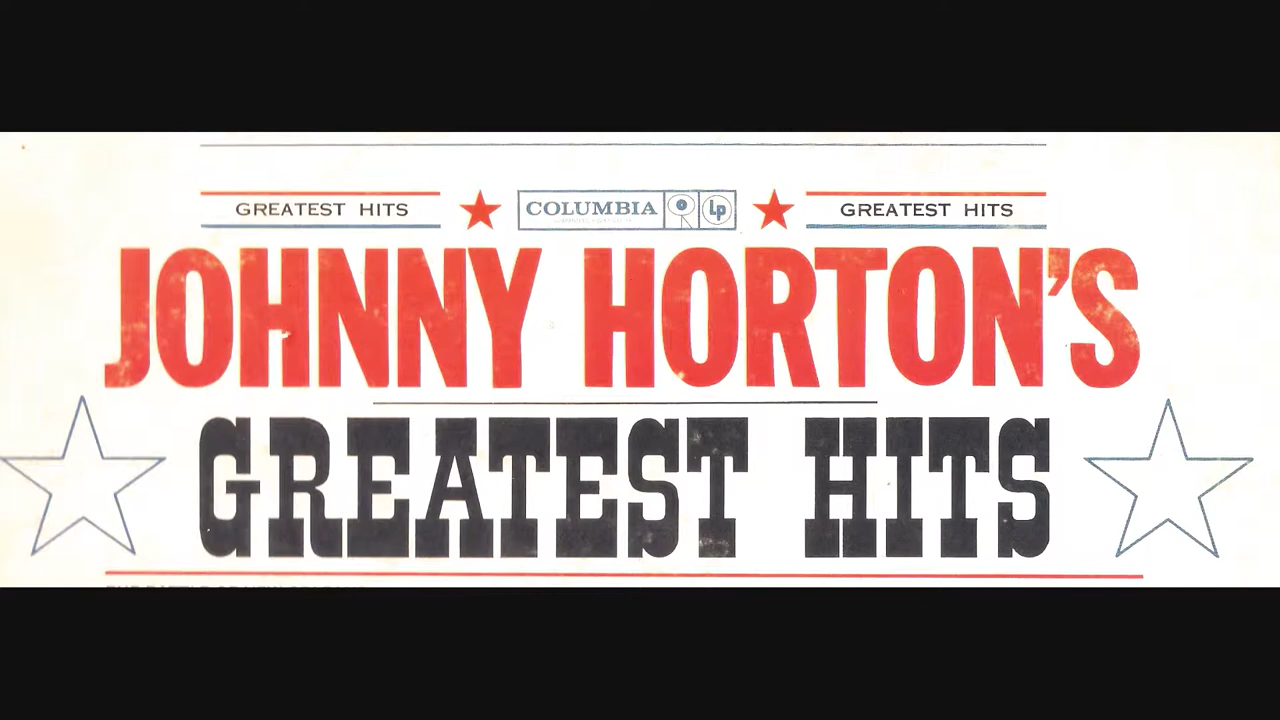 GREATEST HITS ★ COLUMBIA Lp ★ GREATEST HITS
JOHNNY HORTON'S
GREATEST HITS